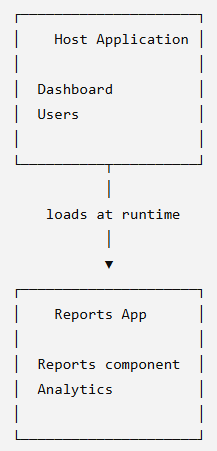 Host Application
Dashboard
Users
loads at runtime
Reports App
Reports component
Analytics